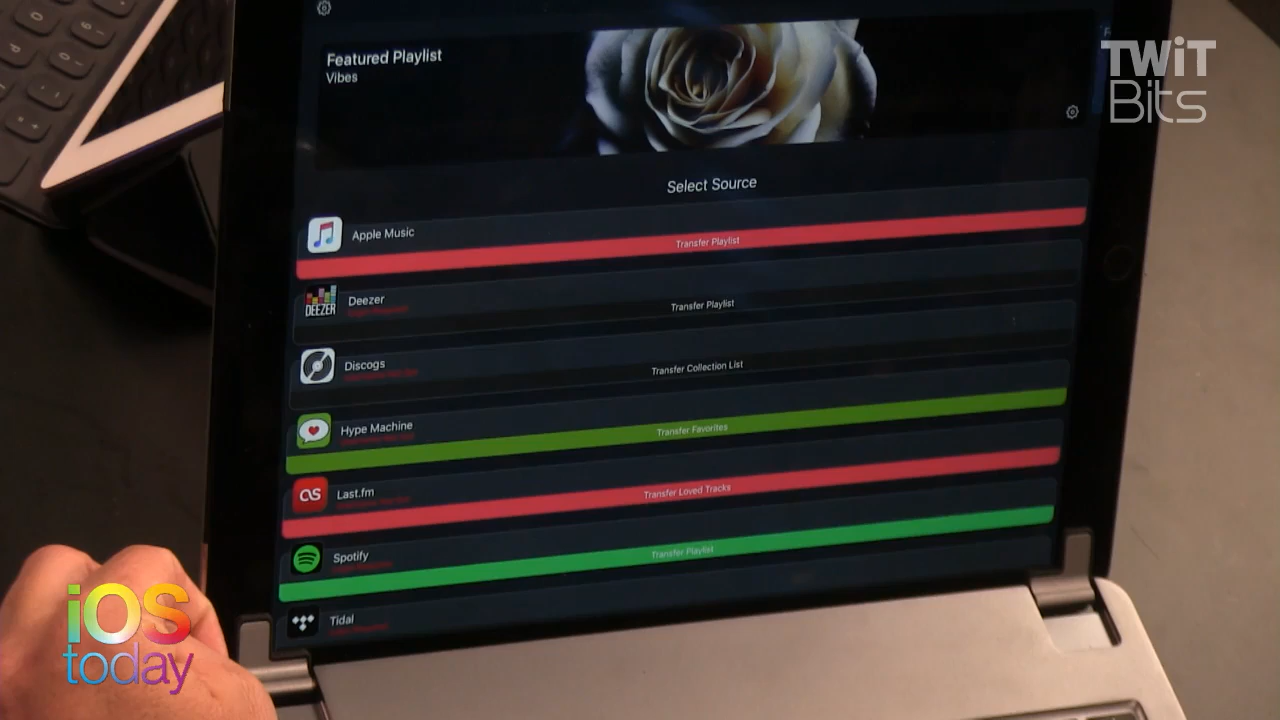 Featured Playlist
Vibes
TWiT
Bits
Select Source
Apple Music
Transfer Playlist
DEEZER
Deezer
Transfer Playlist
Discogs
Transfer Collection List
Hype Machine
Transfer Favorites
Last.fm
Transfer Loved Tracks
Spotify
Transfer Playlist
Tidal
iOS
today